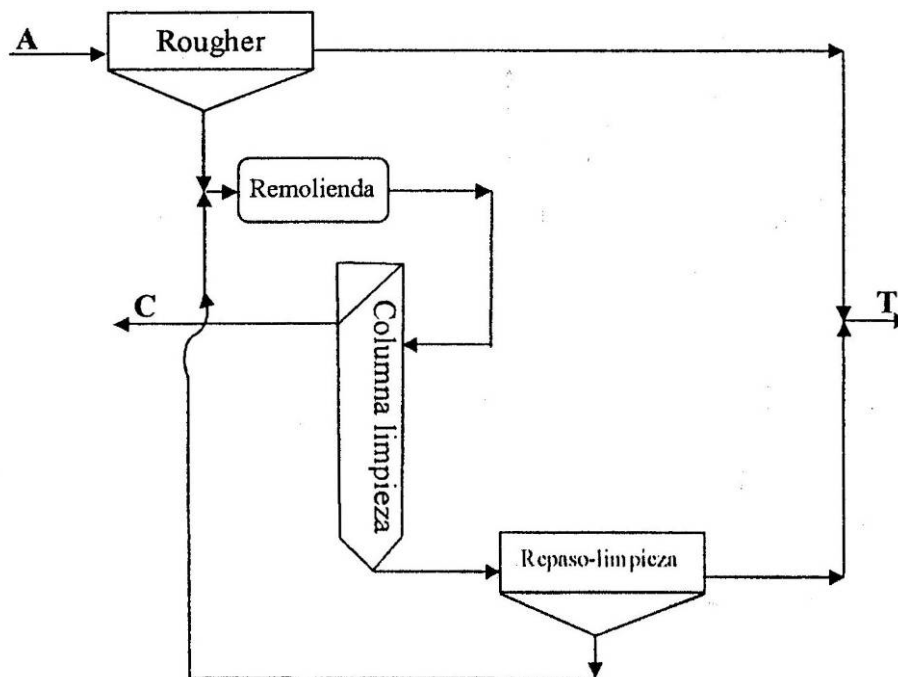 A
Rougher
Remolienda
C
Columna limpieza
T
Repaso-limpieza